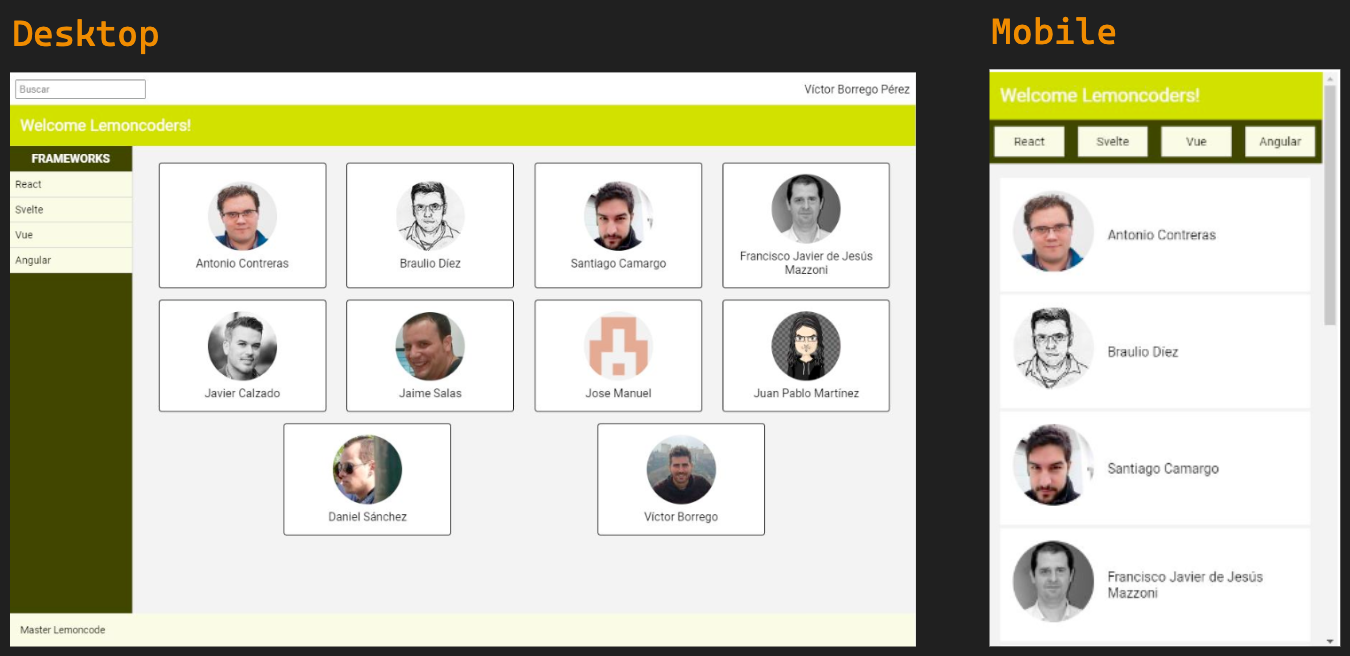 Desktop
Buscar
Víctor Borrego Pérez
Welcome Lemoncoders!
FRAMEWORKS
React
Svelte
Vue
Angular
Antonio Contreras
Braulio Díez
Santiago Camargo
Francisco Javier de Jesús
Mazzoni
Javier Calzado
Jaime Salas
Jose Manuel
Juan Pablo Martínez
Daniel Sánchez
Víctor Borrego
Master Lemoncode
Mobile
Welcome Lemoncoders!
React
Svelte
Vue
Angular
Antonio Contreras
Braulio Díez
Santiago Camargo
Francisco Javier de Jesús
Mazzoni